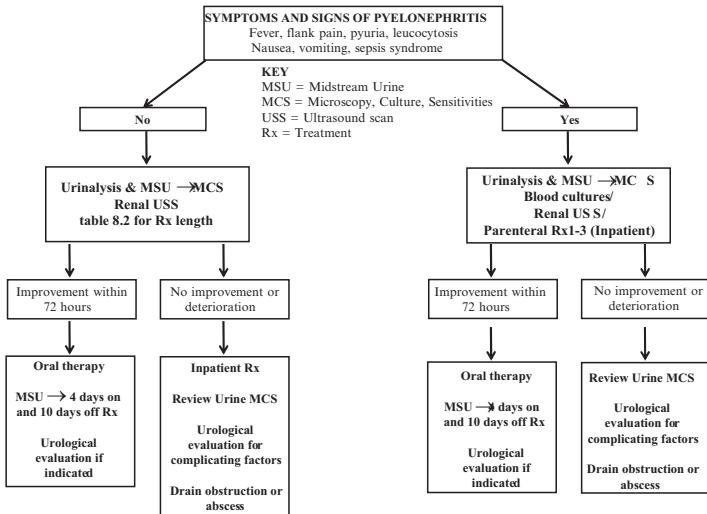 SYMPTOMS AND SIGNS OF PYELONEPHRITIS
Fever, flank pain, pyuria, leucocytosis
Nausea, vomiting, sepsis syndrome
KEY
MSU = Midstream Urine
MCS = Microscopy, Culture, Sensitivities
USS = Ultrasound scan
Rx = Treatment
No
Yes
Urinalysis & MSU → MCS
Renal USS
table 8.2 for Rx length
Urinalysis & MSU → MC S
Blood cultures/
Renal US S/
Parenteral Rx1-3 (Inpatient)
Improvement within
72 hours
No improvement or
deterioration
Improvement within
72 hours
No improvement or
deterioration
Oral therapy
MSU → 4 days on
and 10 days off Rx
Urological
evaluation if
indicated
Inpatient Rx
Review Urine MCS
Urological
evaluation for
complicating factors
Drain obstruction or
abscess
Oral therapy
MSU → 4 days on
and 10 days off Rx
Urological
evaluation if
indicated
Review Urine MCS
Urological
evaluation for
complicating factors
Drain obstruction or
abscess